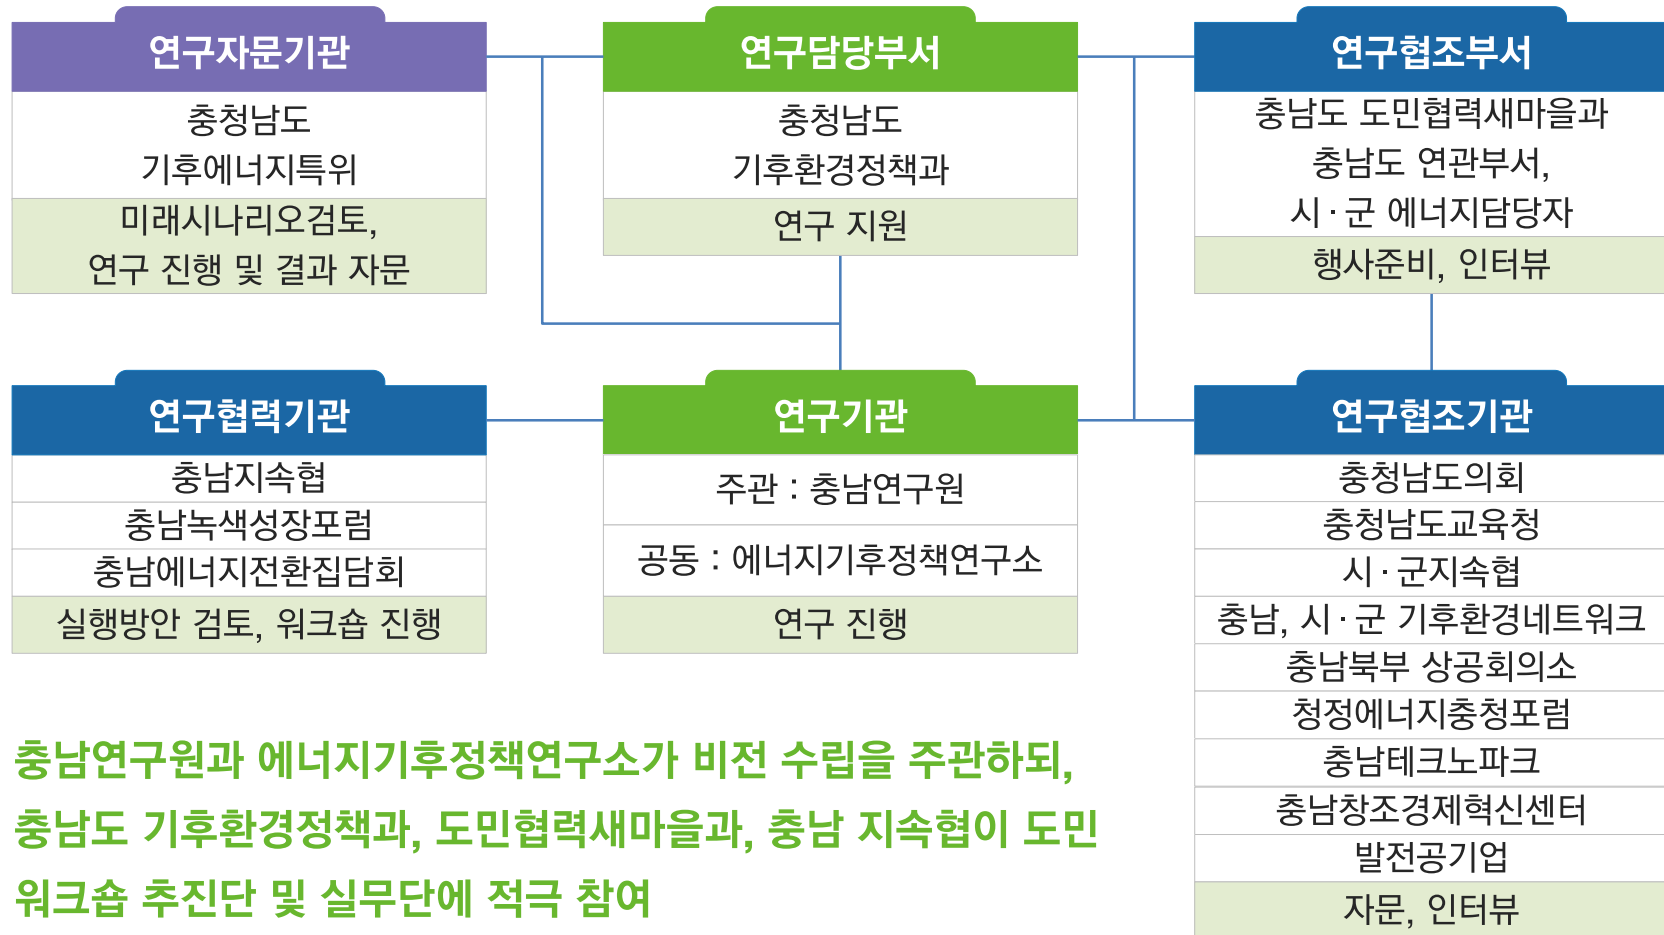 연구자문기관
충청남도
기후에너지특위
미래시나리오검토,
연구 진행 및 결과 자문
연구담당부서
충청남도
기후환경정책과
연구 지원
연구협조부서
충남도 도민협력새마을과
충남도 연관부서,
시·군 에너지담당자
행사준비, 인터뷰
연구협력기관
충남지속협
충남녹색성장포럼
충남에너지전환집담회
실행방안 검토, 워크숍 진행
연구기관
주관 : 충남연구원
공동 : 에너지기후정책연구소
연구 진행
연구협조기관
충청남도의회
충청남도교육청
시·군지속협
충남, 시·군 기후환경네트워크
충남북부 상공회의소
청정에너지충청포럼
충남테크노파크
충남창조경제혁신센터
발전공기업
자문, 인터뷰
충남연구원과 에너지기후정책연구소가 비전 수립을 주관하되,
충남도 기후환경정책과, 도민협력새마을과, 충남 지속협이 도민
워크숍 추진단 및 실무단에 적극 참여